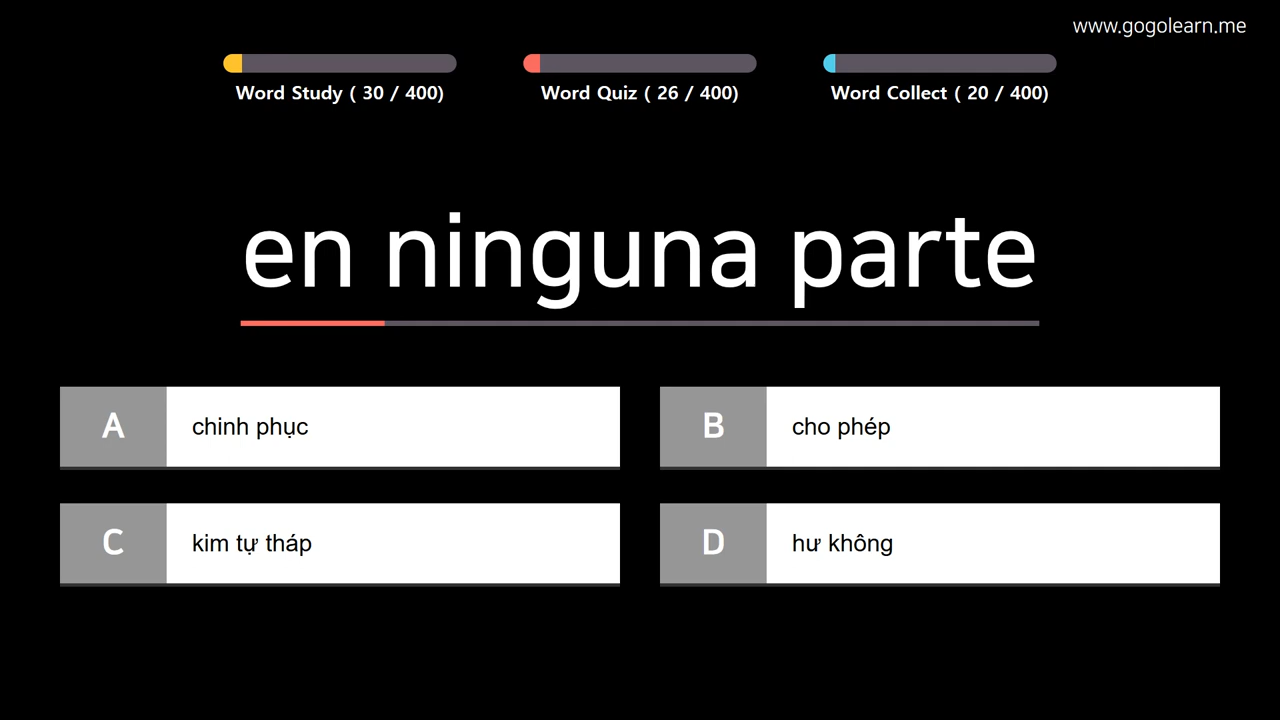 www.gogolearn.me
Word Study ( 30 / 400)
Word Quiz ( 26 / 400)
Word Collect ( 20 / 400)
en ninguna parte
A chinh phục
B cho phép
C kim tự tháp
D hư không